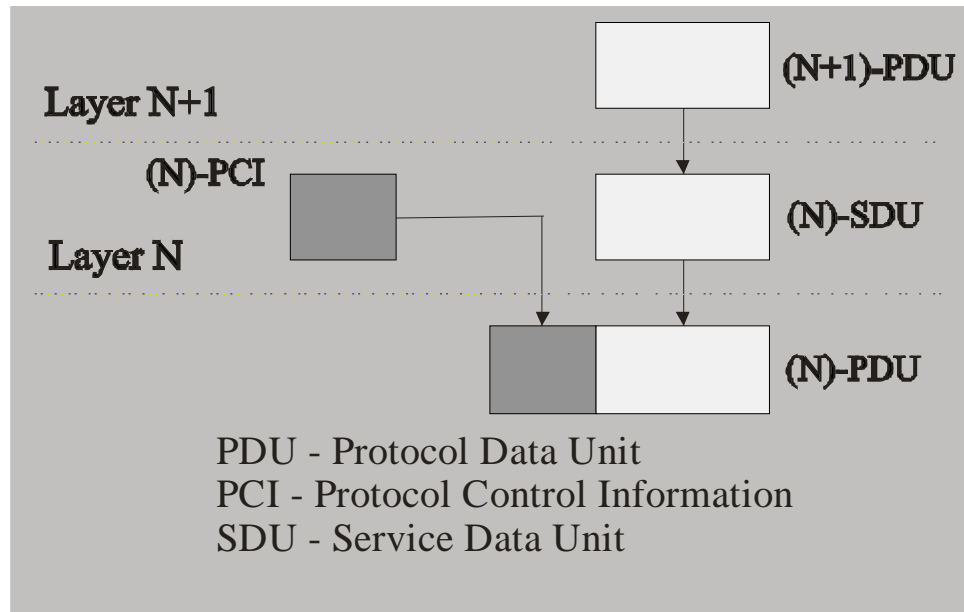 (N+1)-PDU
Layer N+1
(N)-PCI
(N)-SDU
Layer N
(N)-PDU
PDU - Protocol Data Unit
PCI - Protocol Control Information
SDU - Service Data Unit